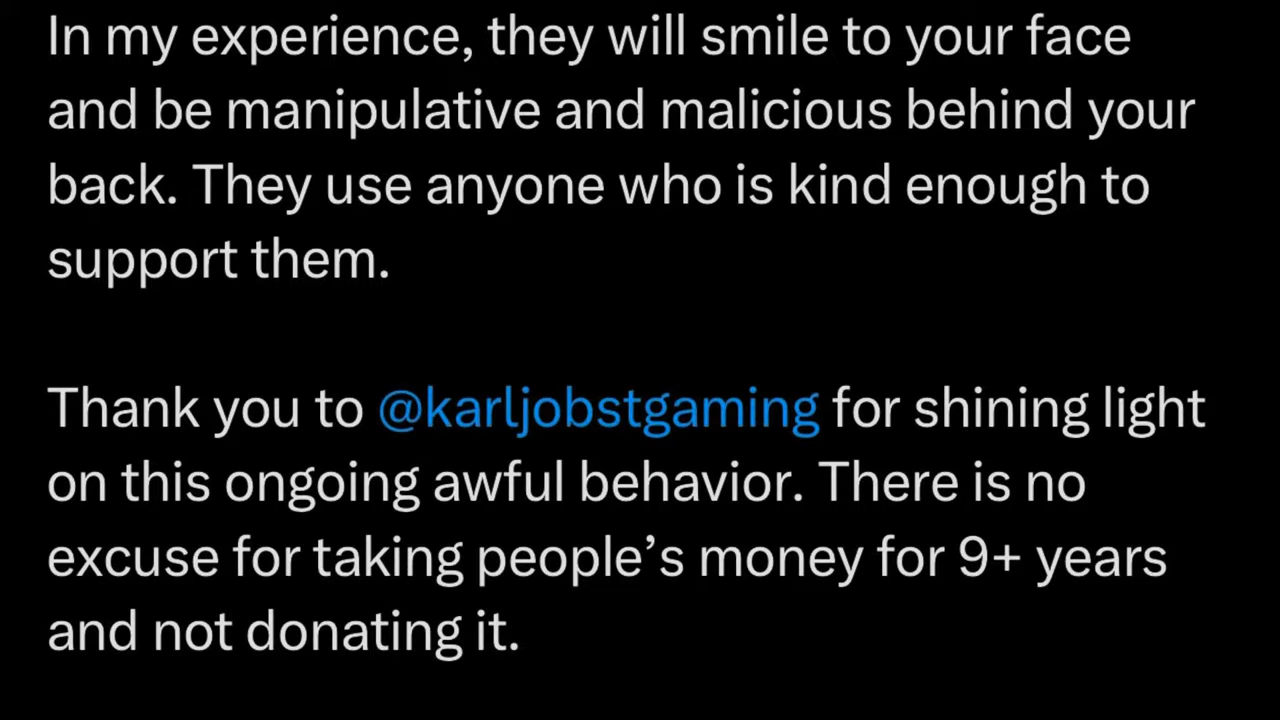 In my experience, they will smile to your face
and be manipulative and malicious behind your
back. They use anyone who is kind enough to
support them.
Thank you to @karljobstgaming for shining light
on this ongoing awful behavior. There is no
excuse for taking people’s money for 9+ years
and not donating it.